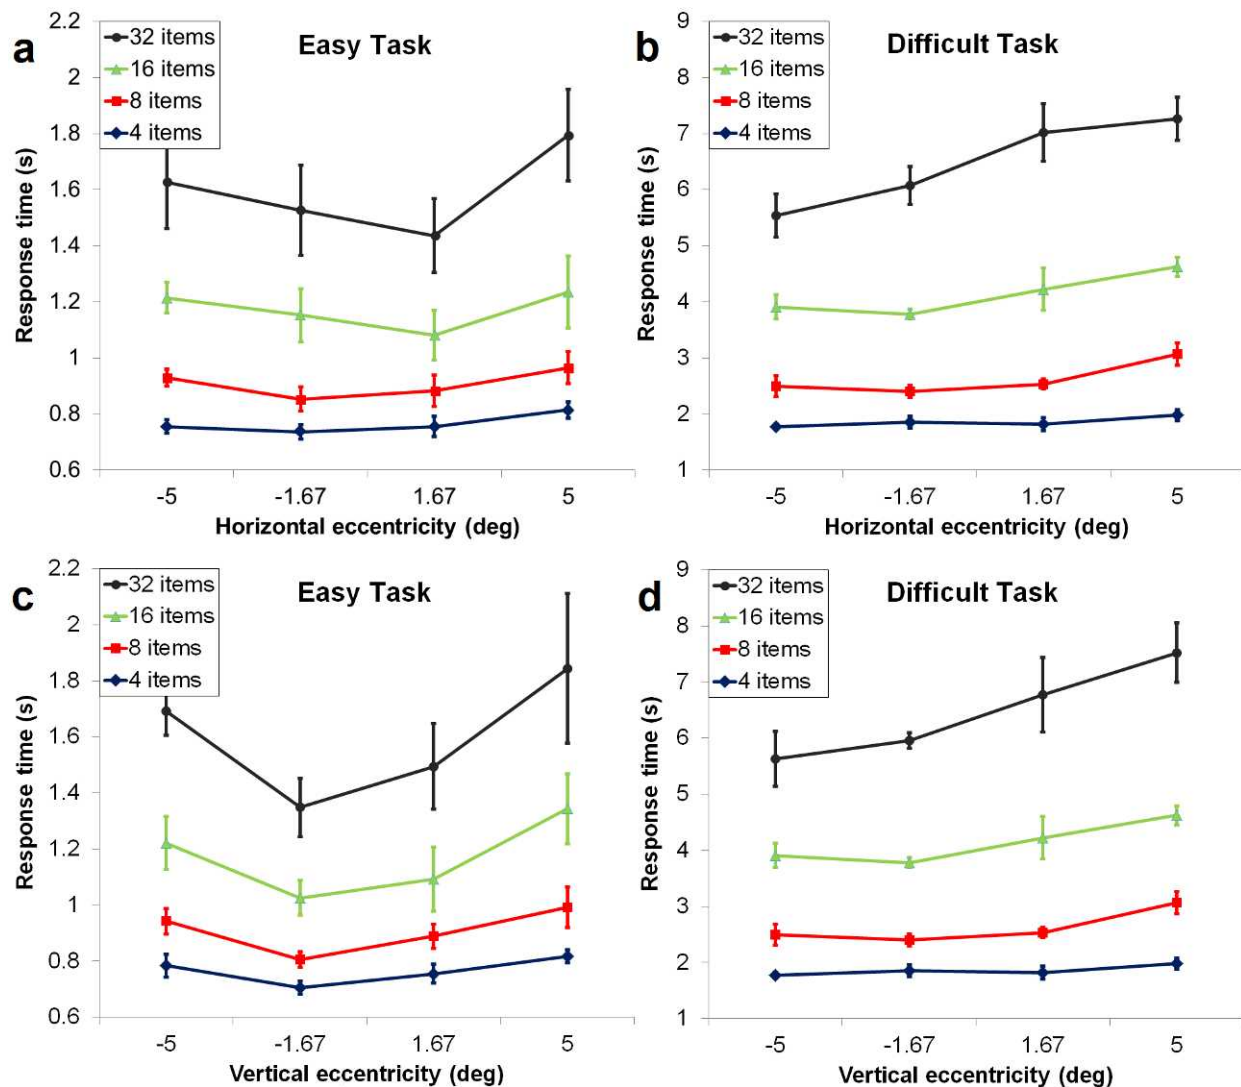 a
Easy Task
32 items
16 items
8 items
4 items
Response time (s)
2.2
2
1.8
1.6
1.4
1.2
1
0.8
0.6
-5 -1.67 1.67 5
Horizontal eccentricity (deg)
b
Difficult Task
32 items
16 items
8 items
4 items
Response time (s)
9
8
7
6
5
4
3
2
1
-5 -1.67 1.67 5
Horizontal eccentricity (deg)
c
Easy Task
32 items
16 items
8 items
4 items
Response time (s)
2.2
2
1.8
1.6
1.4
1.2
1
0.8
0.6
-5 -1.67 1.67 5
Vertical eccentricity (deg)
d
Difficult Task
32 items
16 items
8 items
4 items
Response time (s)
9
8
7
6
5
4
3
2
1
-5 -1.67 1.67 5
Vertical eccentricity (deg)